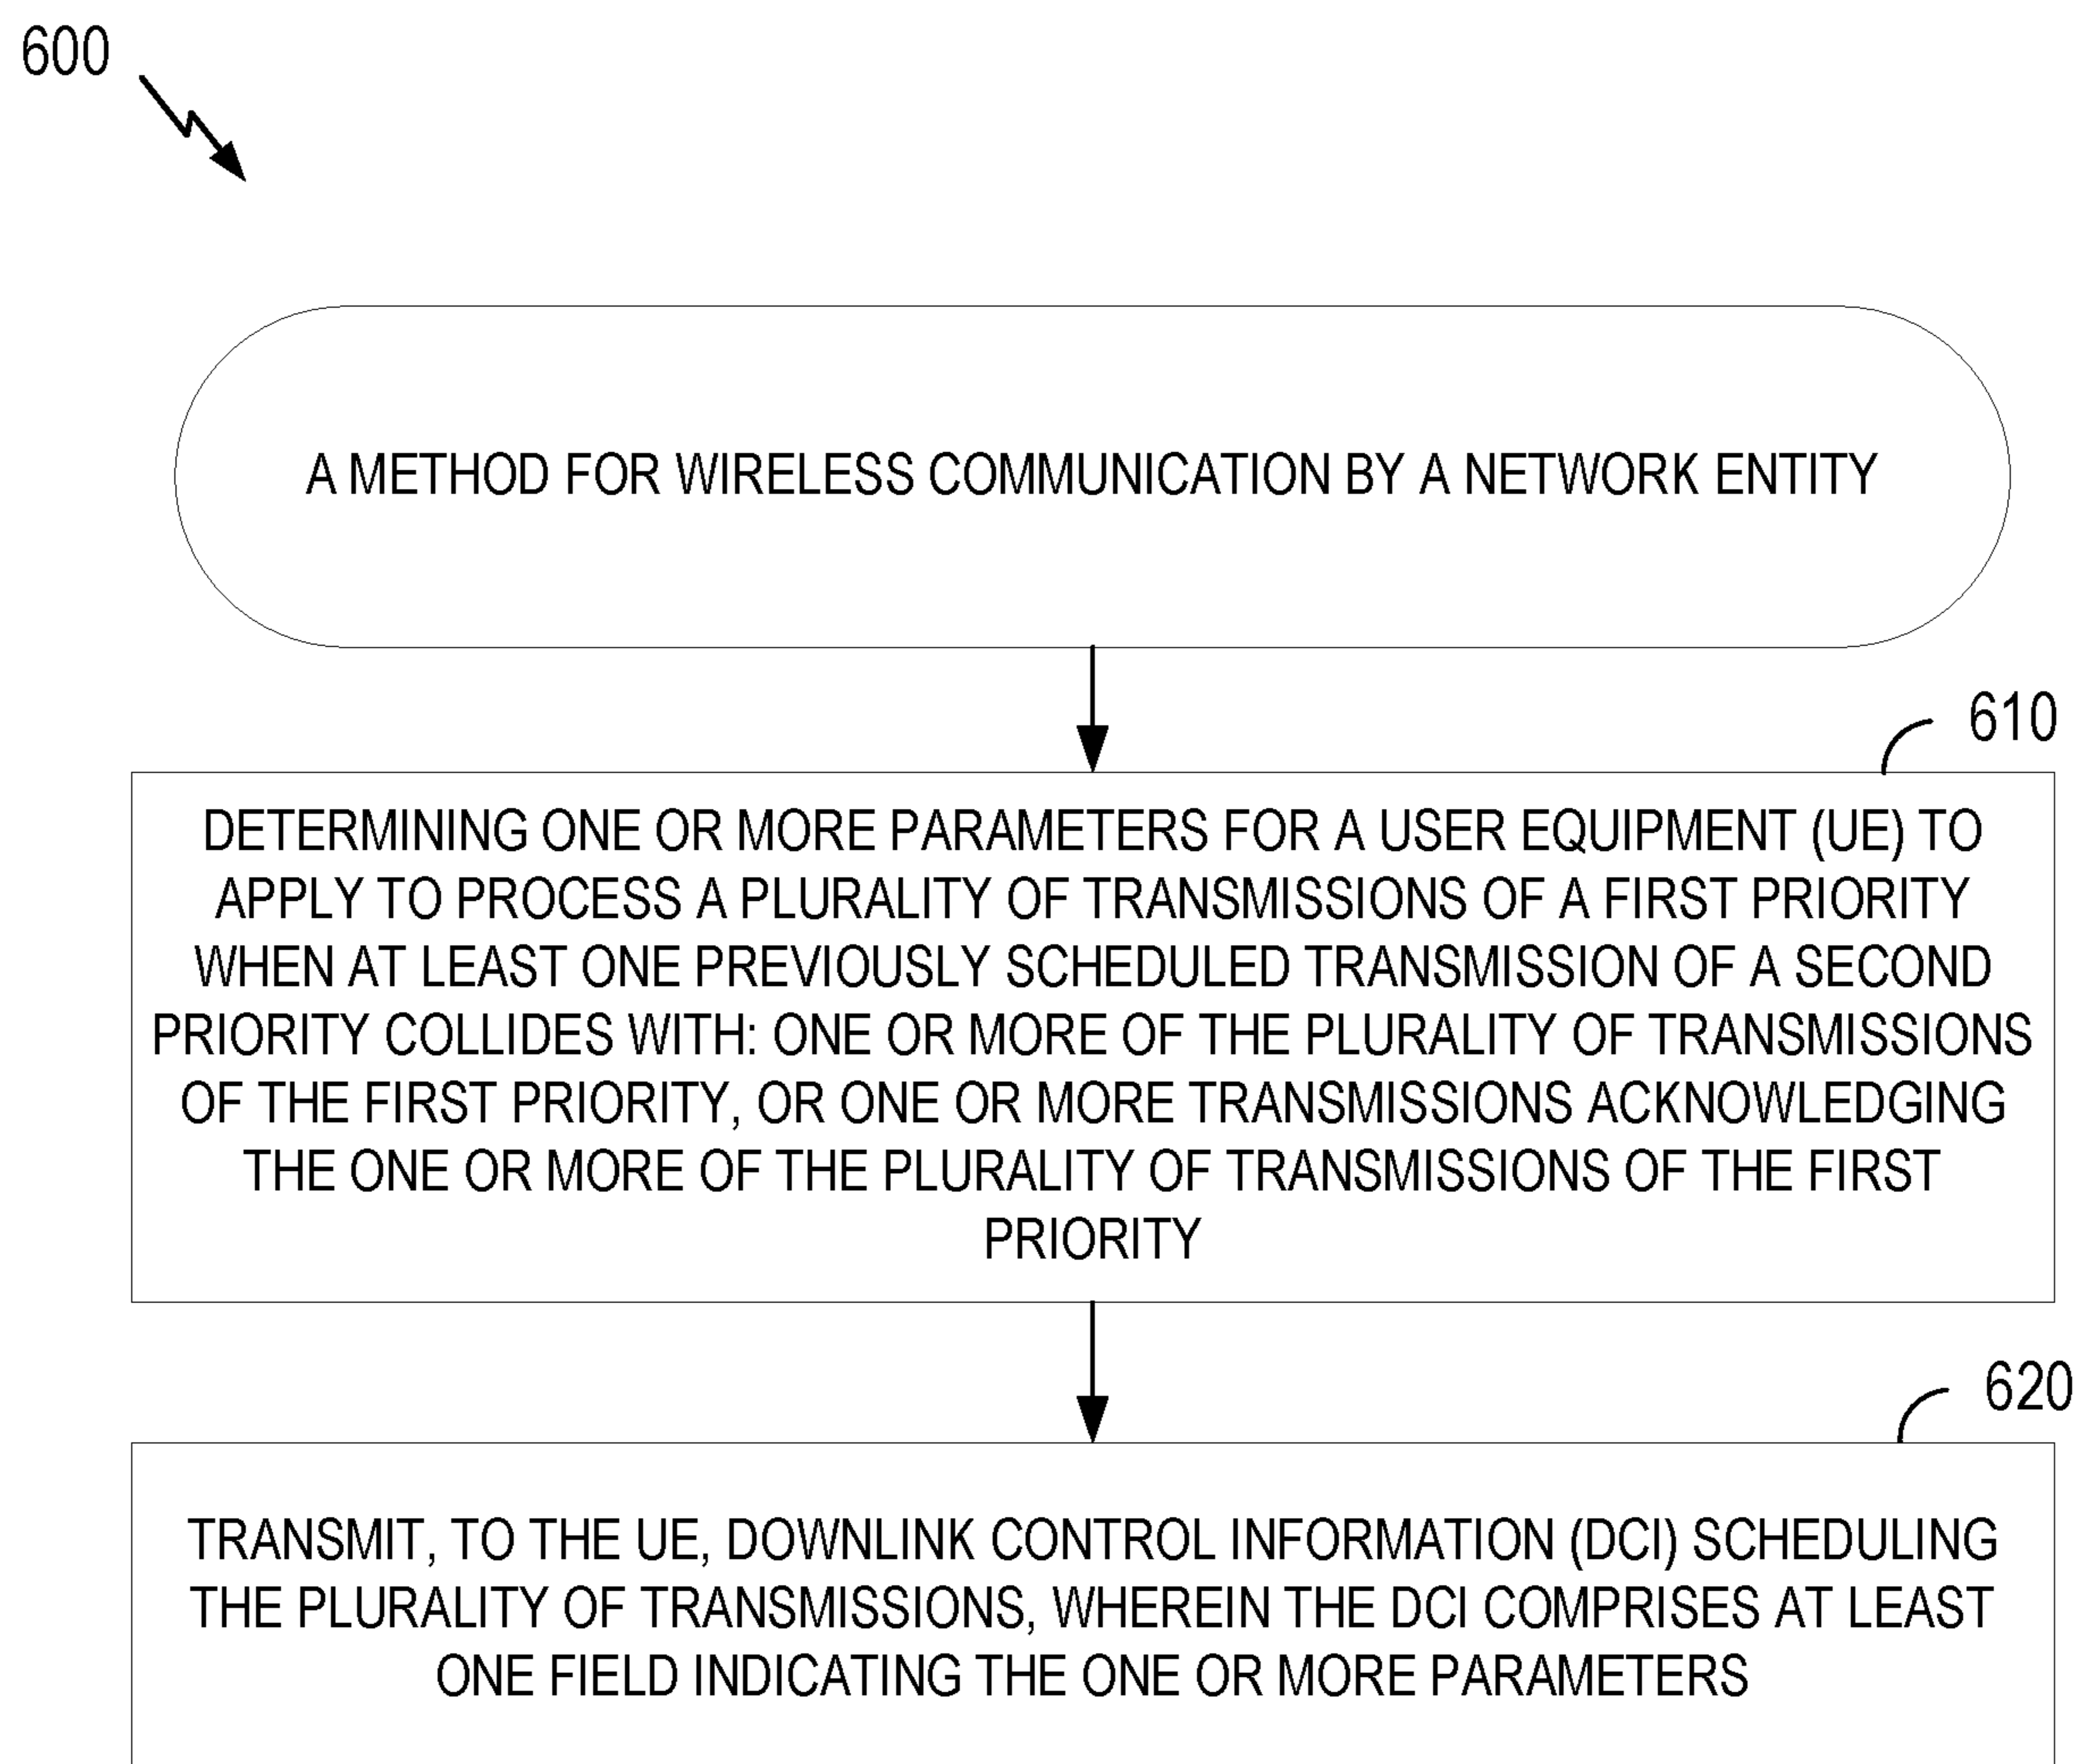 600
A METHOD FOR WIRELESS COMMUNICATION BY A NETWORK ENTITY
610
DETERMINING ONE OR MORE PARAMETERS FOR A USER EQUIPMENT (UE) TO
APPLY TO PROCESS A PLURALITY OF TRANSMISSIONS OF A FIRST PRIORITY
WHEN AT LEAST ONE PREVIOUSLY SCHEDULED TRANSMISSION OF A SECOND
PRIORITY COLLIDES WITH: ONE OR MORE OF THE PLURALITY OF TRANSMISSIONS
OF THE FIRST PRIORITY, OR ONE OR MORE TRANSMISSIONS ACKNOWLEDGING
THE ONE OR MORE OF THE PLURALITY OF TRANSMISSIONS OF THE FIRST
PRIORITY
620
TRANSMIT, TO THE UE, DOWNLINK CONTROL INFORMATION (DCI) SCHEDULING
THE PLURALITY OF TRANSMISSIONS, WHEREIN THE DCI COMPRISES AT LEAST
ONE FIELD INDICATING THE ONE OR MORE PARAMETERS